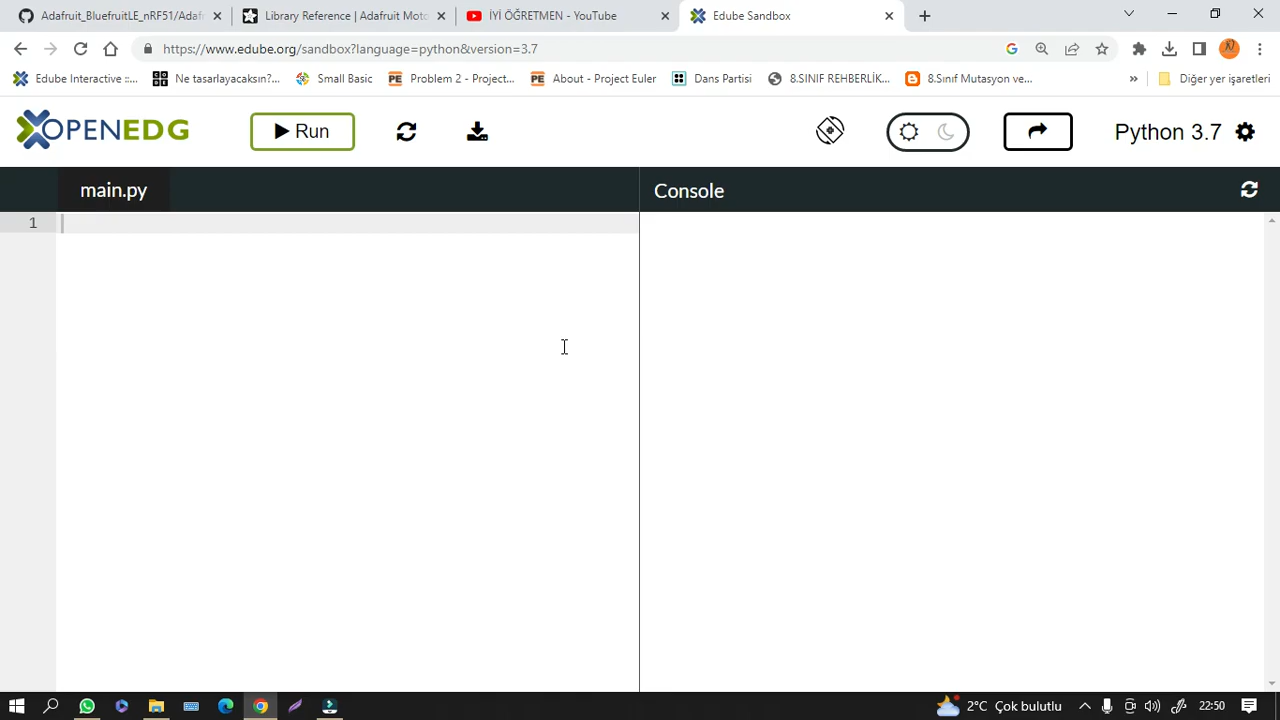 Adafruit_BluefruitLE_nRF51/Adaf
Library Reference | Adafruit Moto
İYİ ÖĞRETMEN - YouTube
Edube Sandbox
https://www.edube.org/sandbox?language=python&version=3.7
Edube Interactive ::...
Ne tasarlayacaksın?...
Small Basic
PE
Problem 2 - Project...
PE
About - Project Euler
Dans Partisi
8.SINIF REHBERLİK...
8.Sınıf Mutasyon ve...
»
Diğer yer işaretleri
OPENEDG
Run
Python 3.7
main.py
Console
1
2°C Çok bulutlu
22:50